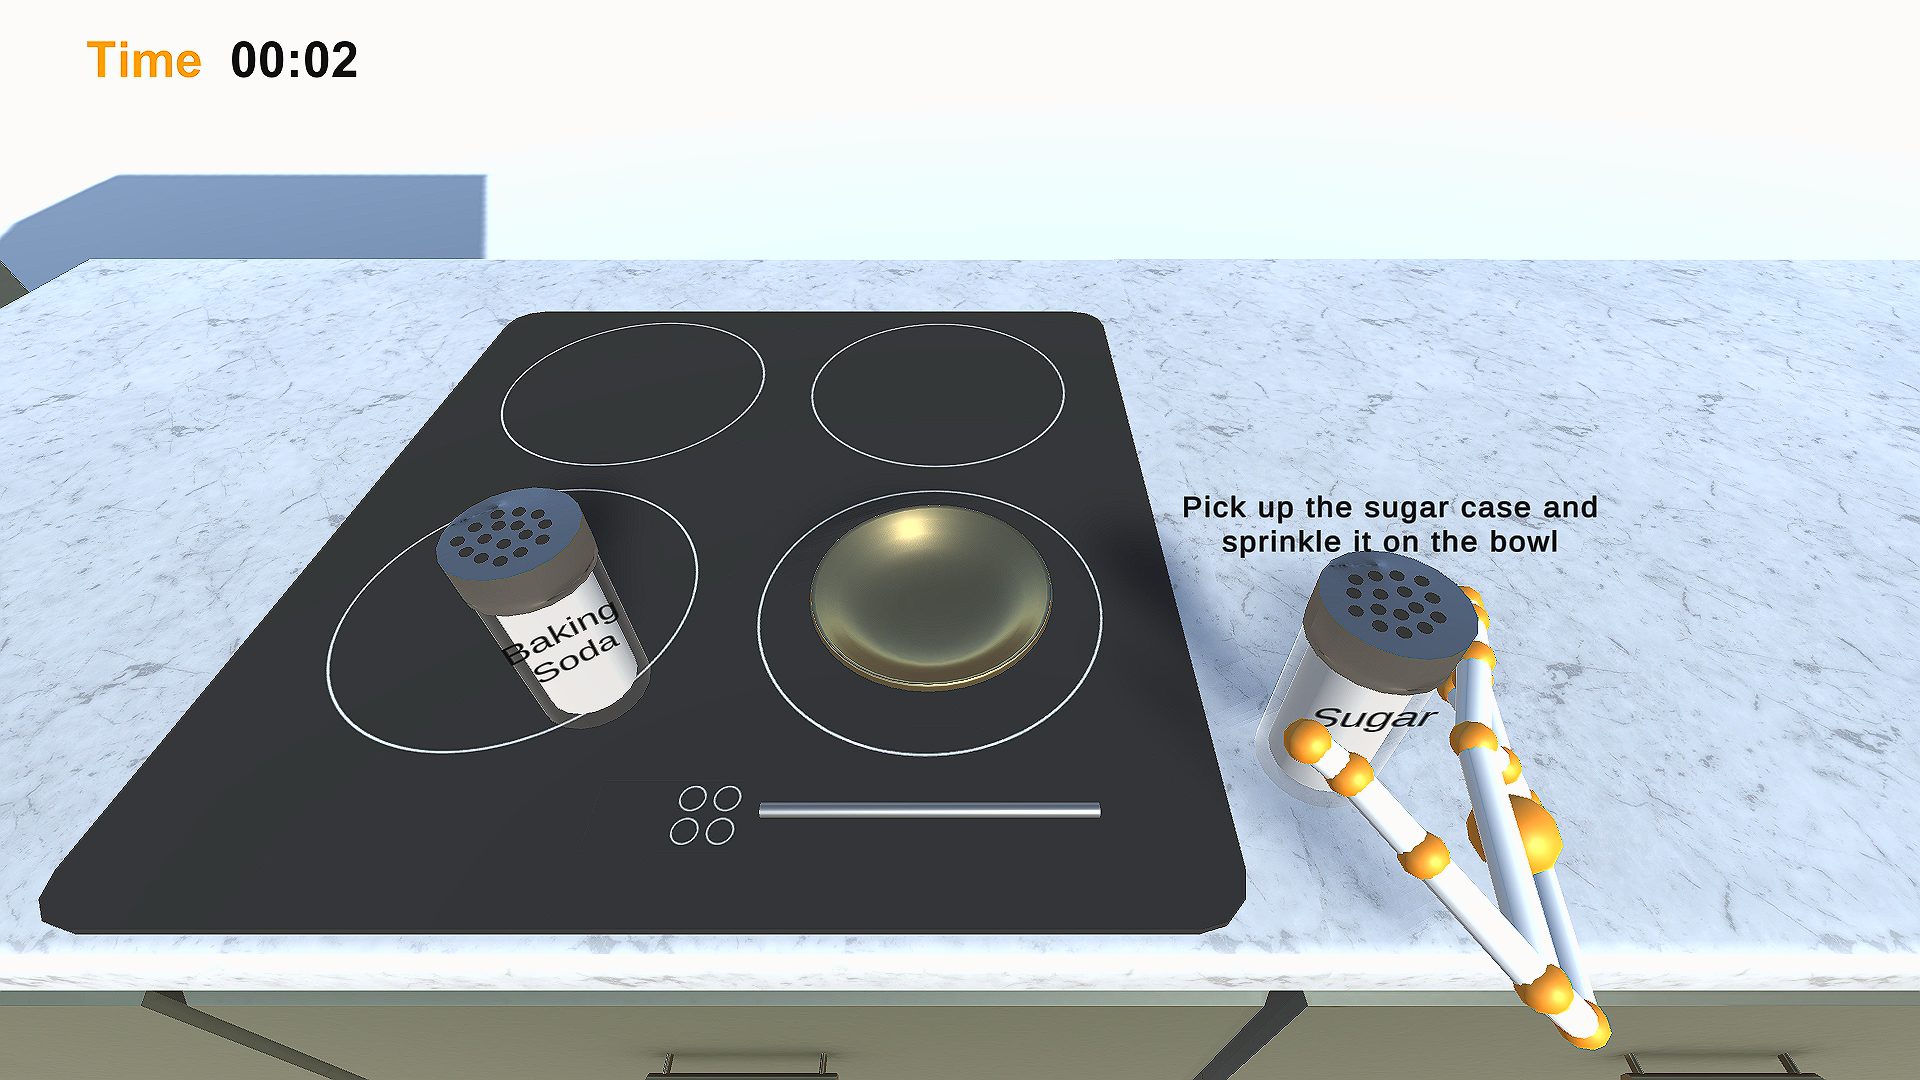 Time 00:02
Pick up the sugar case and
sprinkle it on the bowl
Baking
Soda
Sugar